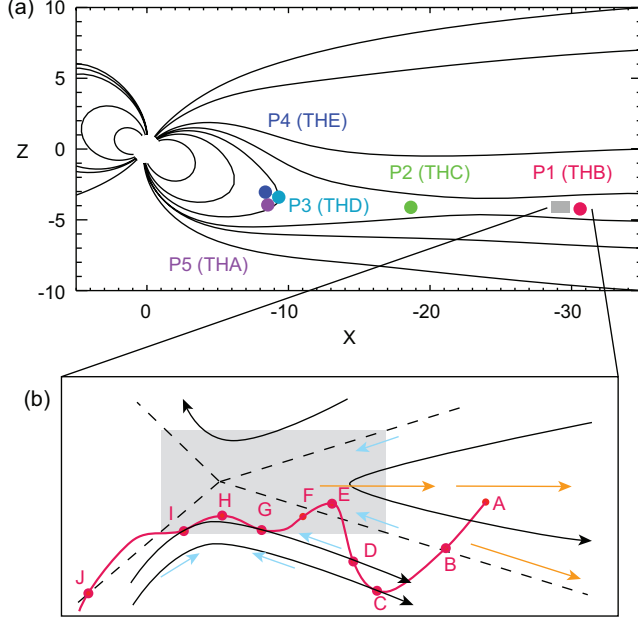 (a)
10
5
0
-5
-10
Z
P4 (THE)
P2 (THC)
P1 (THB)
P3 (THD)
P5 (THA)
0
-10
-20
-30
X
(b)
A
B
C
D
E
F
G
H
I
J